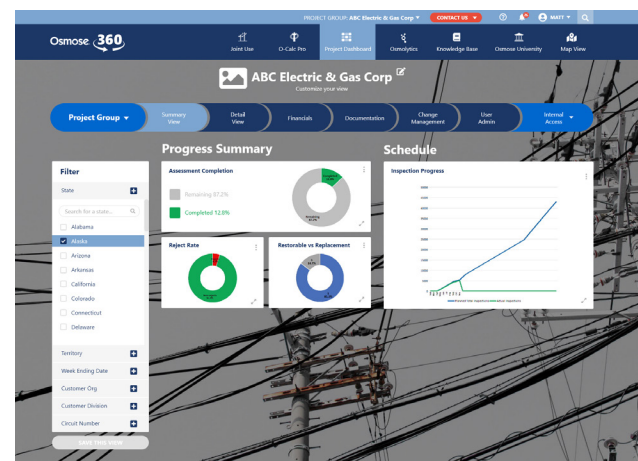 PROJECT GROUP: ABC Electric & Gas Corp
CONTACT US
MATT
Osmose 360
Joint Use
O-Calc Pro
Project Dashboard
Osmolytics
Knowledge Base
Osmose University
Map View
ABC Electric & Gas Corp
Customize your view
Project Group
Summary
View
Detail
View
Financials
Documentation
Change
Management
User
Admin
Internal
Access
Progress Summary
Schedule
Filter
State
Search for a state...
Alabama
Alaska
Arizona
Arkansas
California
Colorado
Connecticut
Delaware
Territory
Week Ending Date
Customer Org
Customer Division
Circuit Number
SAVE THIS VIEW
Assessment Completion
Remaining 87.2%
Completed 12.8%
Reject Rate
Restorable vs Replacement
Inspection Progress